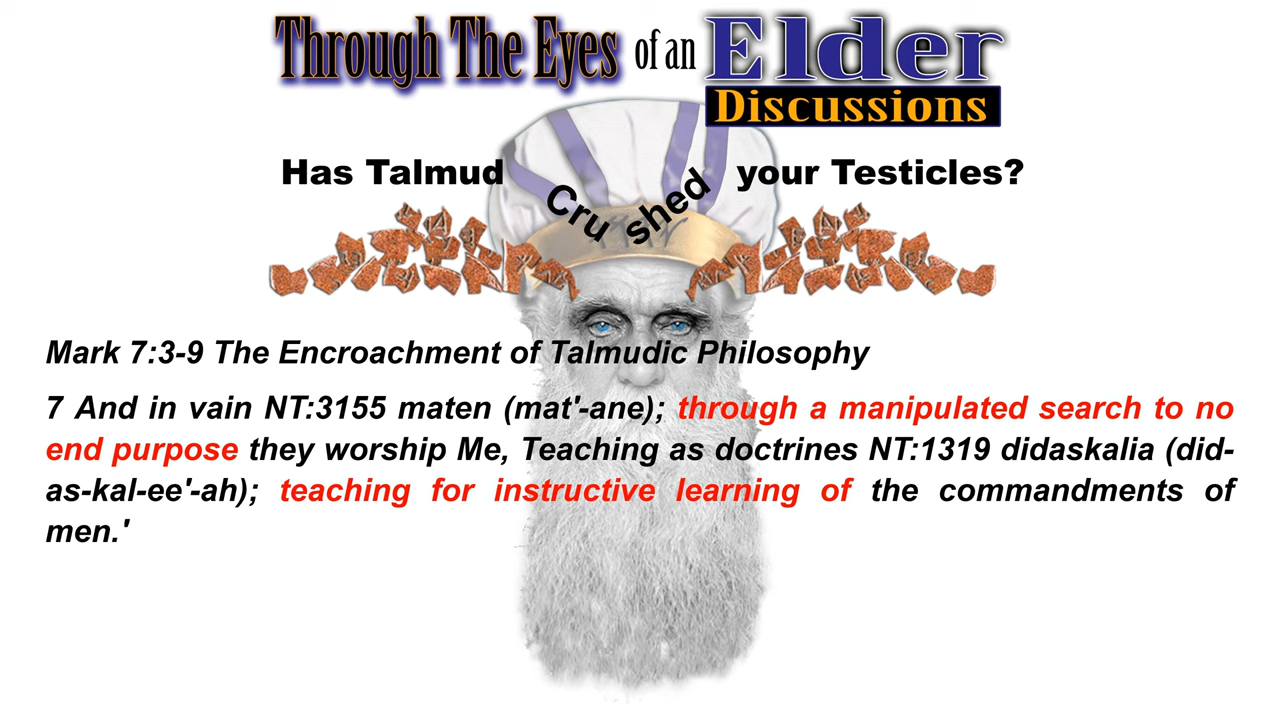 Through The Eyes of an Elder
Discussions
Has Talmud Crushed your Testicles?
Mark 7:3-9 The Encroachment of Talmudic Philosophy
7 And in vain NT:3155 maten (mat'-ane); through a manipulated search to no
end purpose they worship Me, Teaching as doctrines NT:1319 didaskalia (did-
as-kal-ee'-ah); teaching for instructive learning of the commandments of
men.'